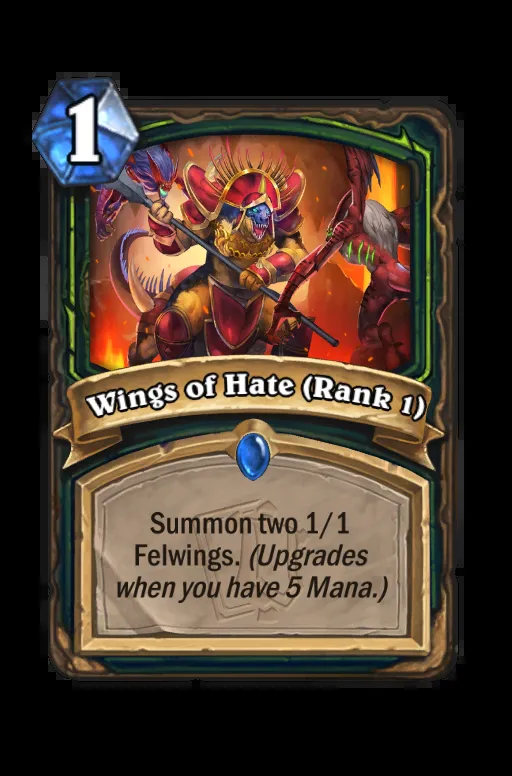 1
Wings of Hate (Rank 1)
Summon two 1/1
Felwings. (Upgrades
when you have 5 Mana.)